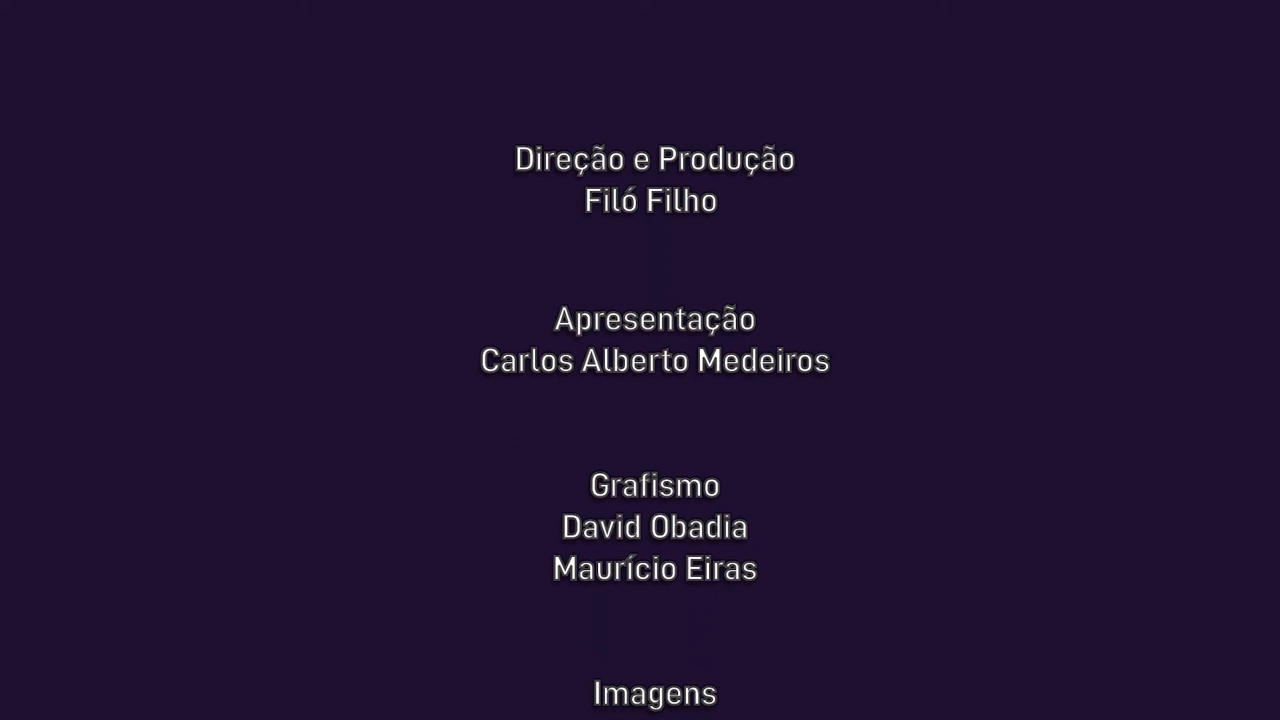 Direção e Produção
Filó Filho
Apresentação
Carlos Alberto Medeiros
Grafismo
David Obadia
Maurício Eiras
Imagens